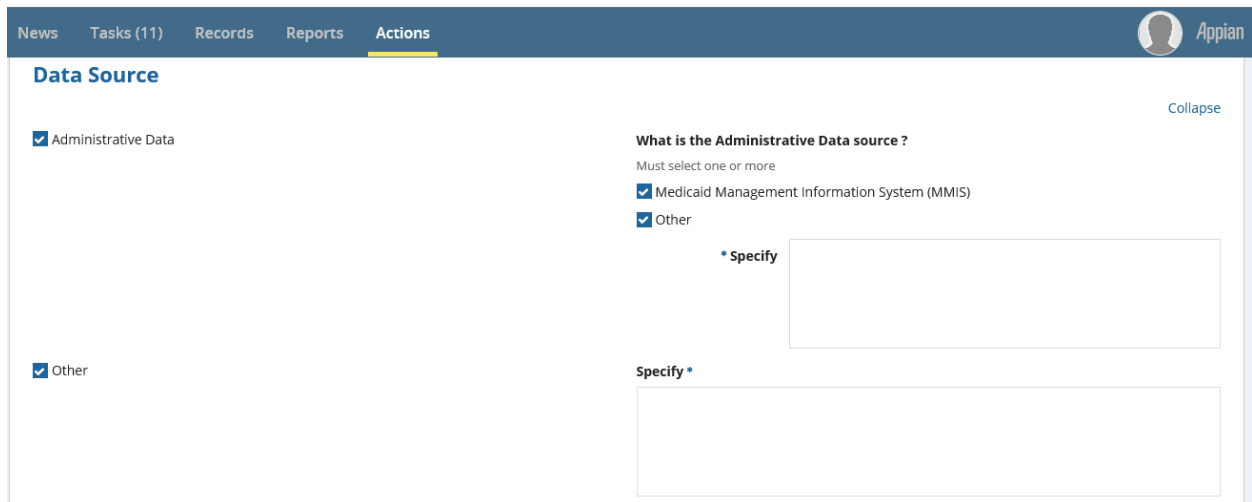 News Tasks (11) Records Reports Actions Appian
Data Source
Collapse
Administrative Data
What is the Administrative Data source ?
Must select one or more
Medicaid Management Information System (MMIS)
Other
* Specify
Other
Specify *